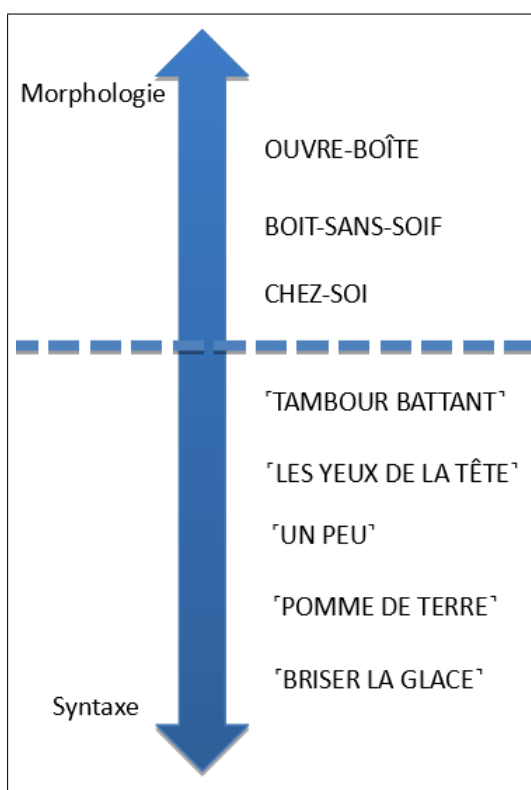 Morphologie
OUVRE-BOÎTE
BOIT-SANS-SOIF
CHEZ-SOI
⌜TAMBOUR BATTANT⌝
⌜LES YEUX DE LA TÊTE⌝
⌜UN PEU⌝
⌜POMME DE TERRE⌝
⌜BRISER LA GLACE⌝
Syntaxe